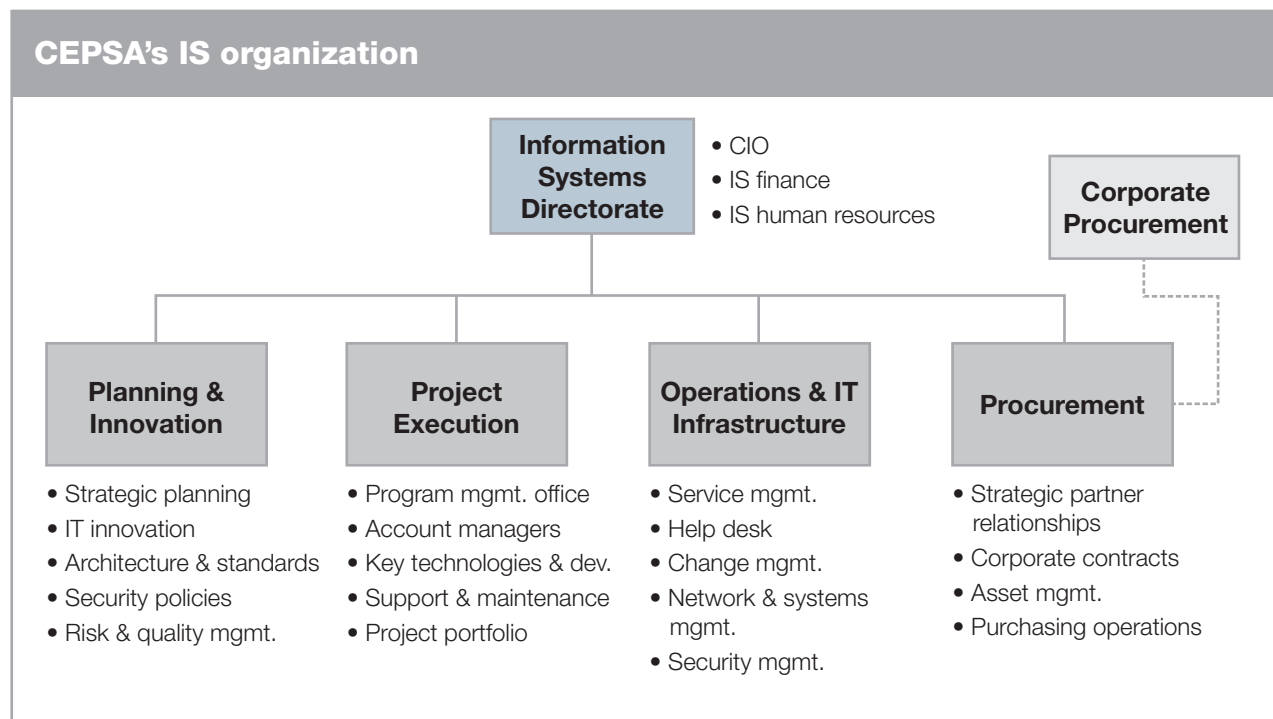 CEPSA’s IS organization
Information
Systems
Directorate
• CIO
• IS finance
• IS human resources
Corporate
Procurement
Planning &
Innovation
• Strategic planning
• IT innovation
• Architecture & standards
• Security policies
• Risk & quality mgmt.
Project
Execution
• Program mgmt. office
• Account managers
• Key technologies & dev.
• Support & maintenance
• Project portfolio
Operations & IT
Infrastructure
• Service mgmt.
• Help desk
• Change mgmt.
• Network & systems
mgmt.
• Security mgmt.
Procurement
• Strategic partner
relationships
• Corporate contracts
• Asset mgmt.
• Purchasing operations